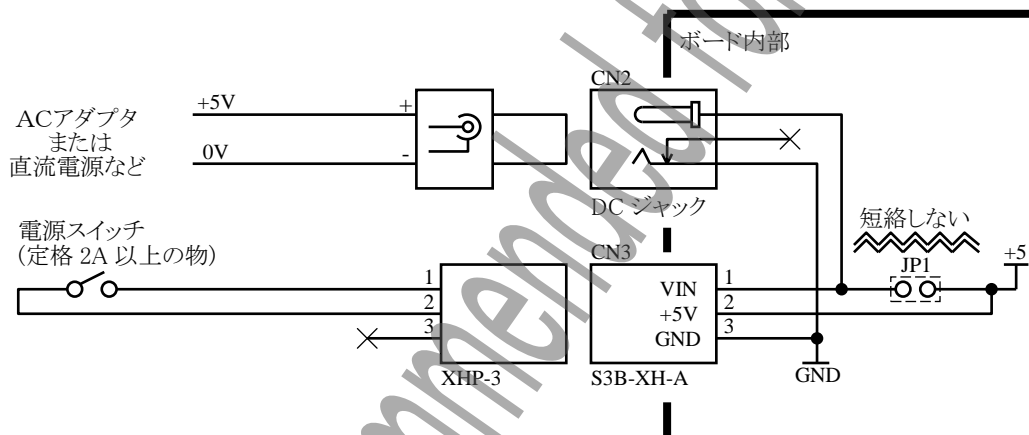 ボード内部
CN2
ACアダプタ
または
直流電源など
+5V
+
0V
-
DC ジャック
電源スイッチ
(定格 2A 以上の物)
CN3
短絡しない
JP1
+5
1
2
3
VIN
+5V
GND
1
2
3
XHP-3
S3B-XH-A
GND
mmended fo